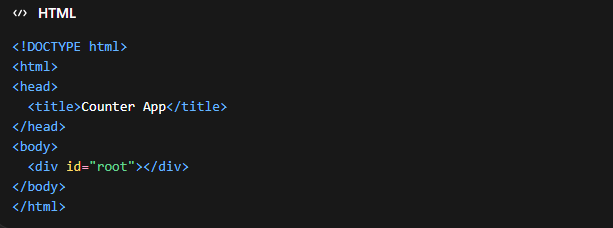 </> HTML
<!DOCTYPE html>
<html>
<head>
  <title>Counter App</title>
</head>
<body>
  <div id="root"></div>
</body>
</html>